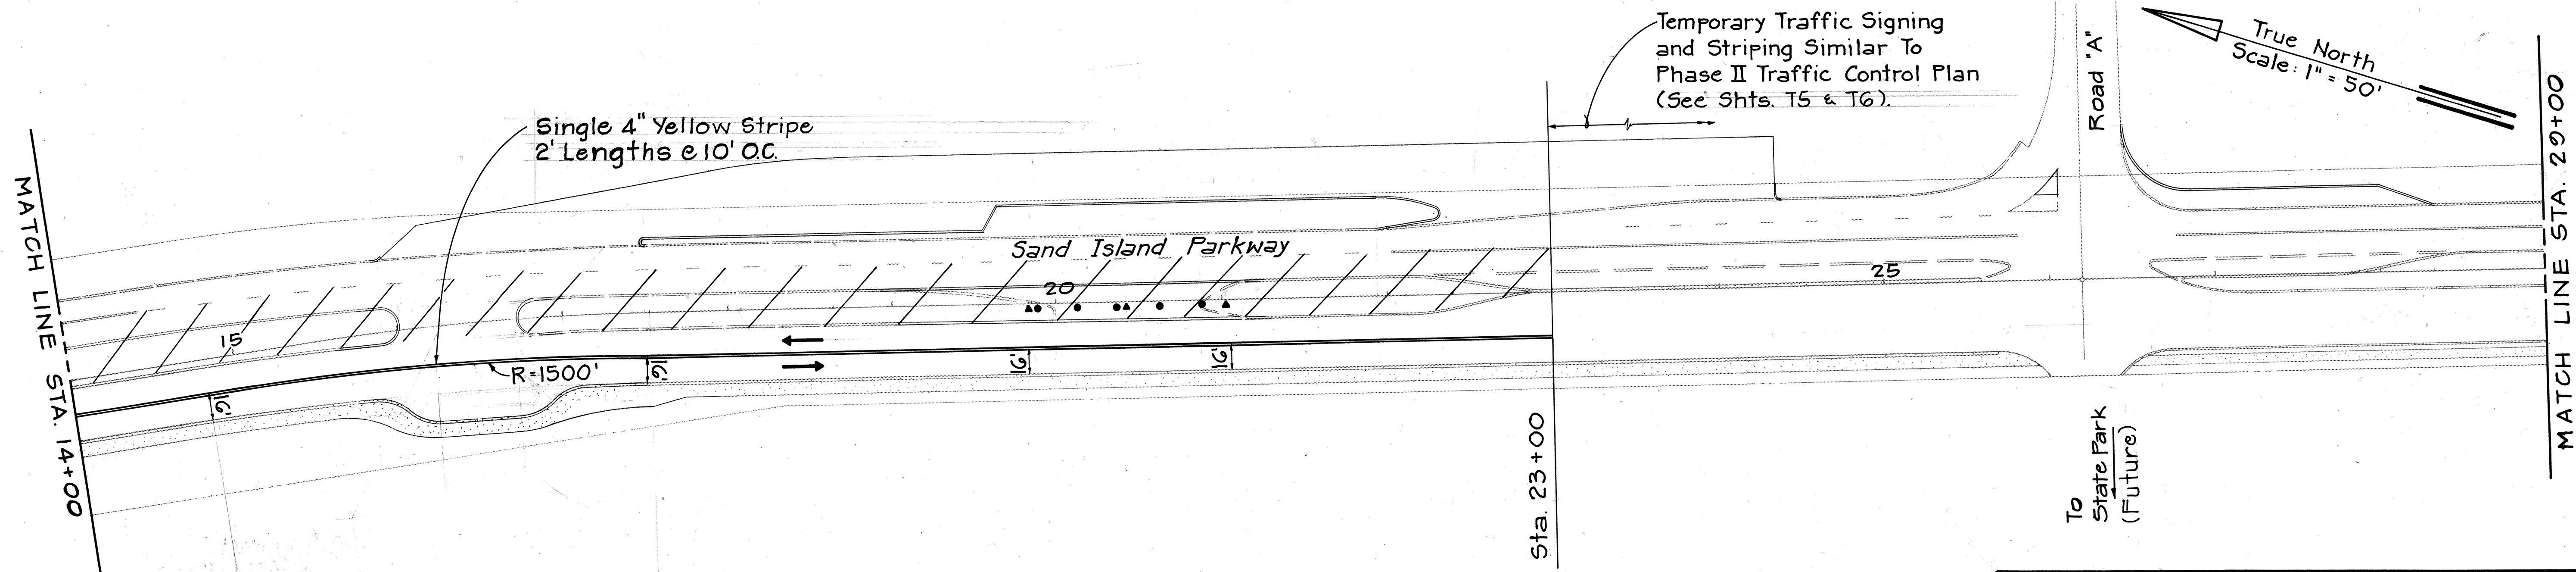 Temporary Traffic Signing
and Striping Similar To
Phase II Traffic Control Plan
(See Shts. T5 & T6).
Road "A"
True North
Scale: 1" = 50'
Single 4" Yellow Stripe
2' Lengths @ 10' O.C.
MATCH LINE STA. 14+00
Sand Island Parkway
15
20
25
R=1500'
16'
16'
16'
16'
Sta. 23+00
To
State Park
(Future)
MATCH LINE STA. 29+00